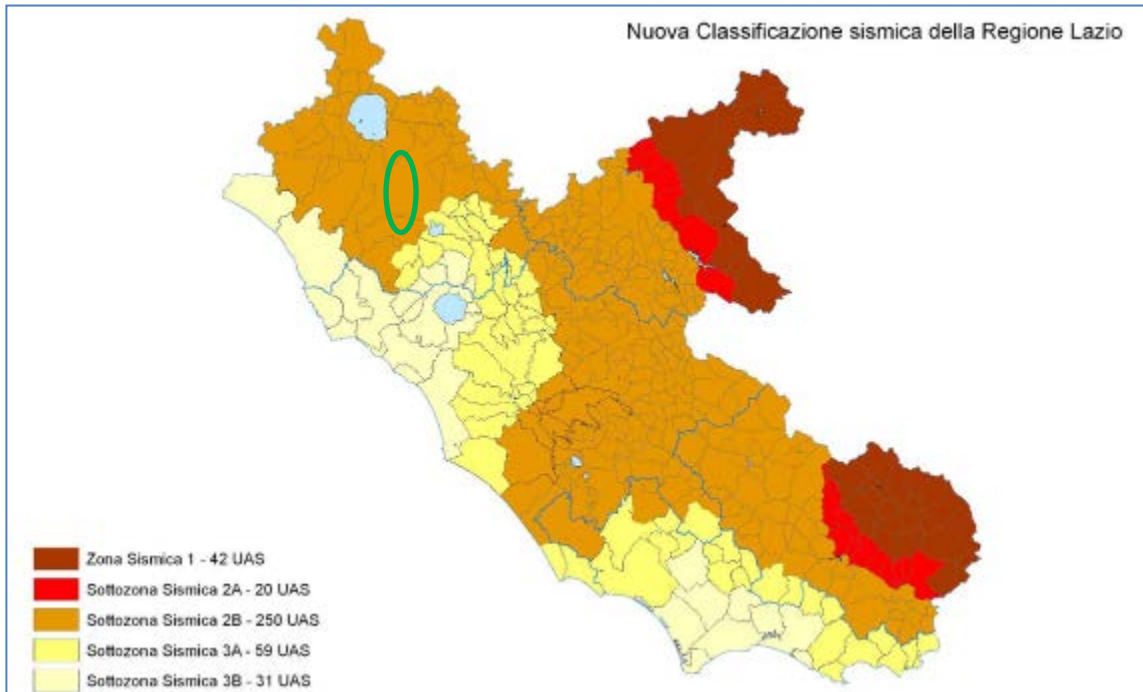 Nuova Classificazione sismica della Regione Lazio
Zona Sismica 1 - 42 UAS
Sottozona Sismica 2A - 20 UAS
Sottozona Sismica 2B - 250 UAS
Sottozona Sismica 3A - 59 UAS
Sottozona Sismica 3B - 31 UAS